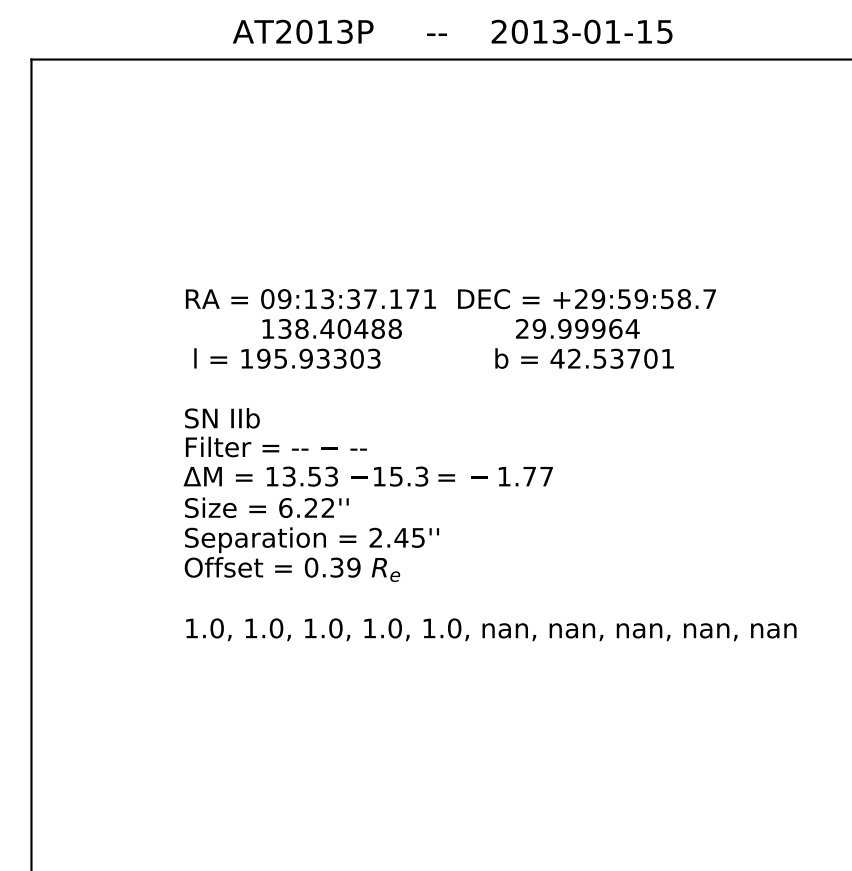 AT2013P -- 2013-01-15
RA = 09:13:37.171 DEC = +29:59:58.7
138.40488 29.99964
l = 195.93303 b = 42.53701
SN IIb
Filter = -- − --
ΔM = 13.53 −15.3 = −1.77
Size = 6.22''
Separation = 2.45''
Offset = 0.39 Re
1.0, 1.0, 1.0, 1.0, 1.0, nan, nan, nan, nan, nan